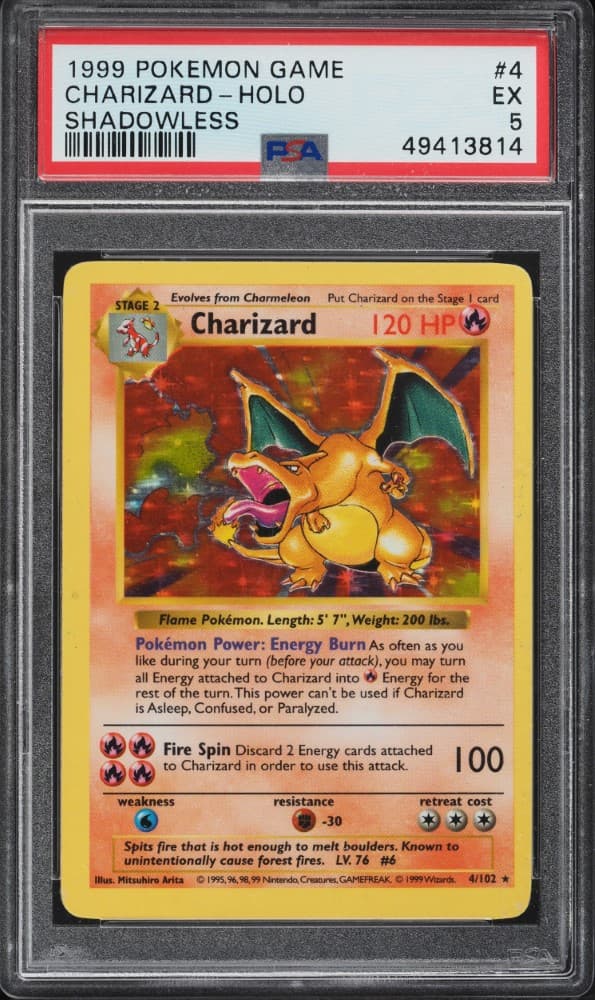 1999 POKEMON GAME #4
CHARIZARD – HOLO EX
SHADOWLESS 5
PSA 49413814
STAGE 2
Evolves from Charmeleon Put Charizard on the Stage 1 card
Charizard 120 HP
Flame Pokémon. Length: 5' 7", Weight: 200 lbs.
Pokémon Power: Energy Burn As often as you
like during your turn (before your attack), you may turn
all Energy attached to Charizard into Energy for the
rest of the turn. This power can't be used if Charizard
is Asleep, Confused, or Paralyzed.
Fire Spin Discard 2 Energy cards attached
to Charizard in order to use this attack. 100
weakness resistance retreat cost
-30
Spits fire that is hot enough to melt boulders. Known to
unintentionally cause forest fires. LV. 76 #6
Illus. Mitsuhiro Arita © 1995, 96, 98, 99 Nintendo, Creatures, GAMEFREAK. © 1999 Wizards. 4/102 ★
PSA